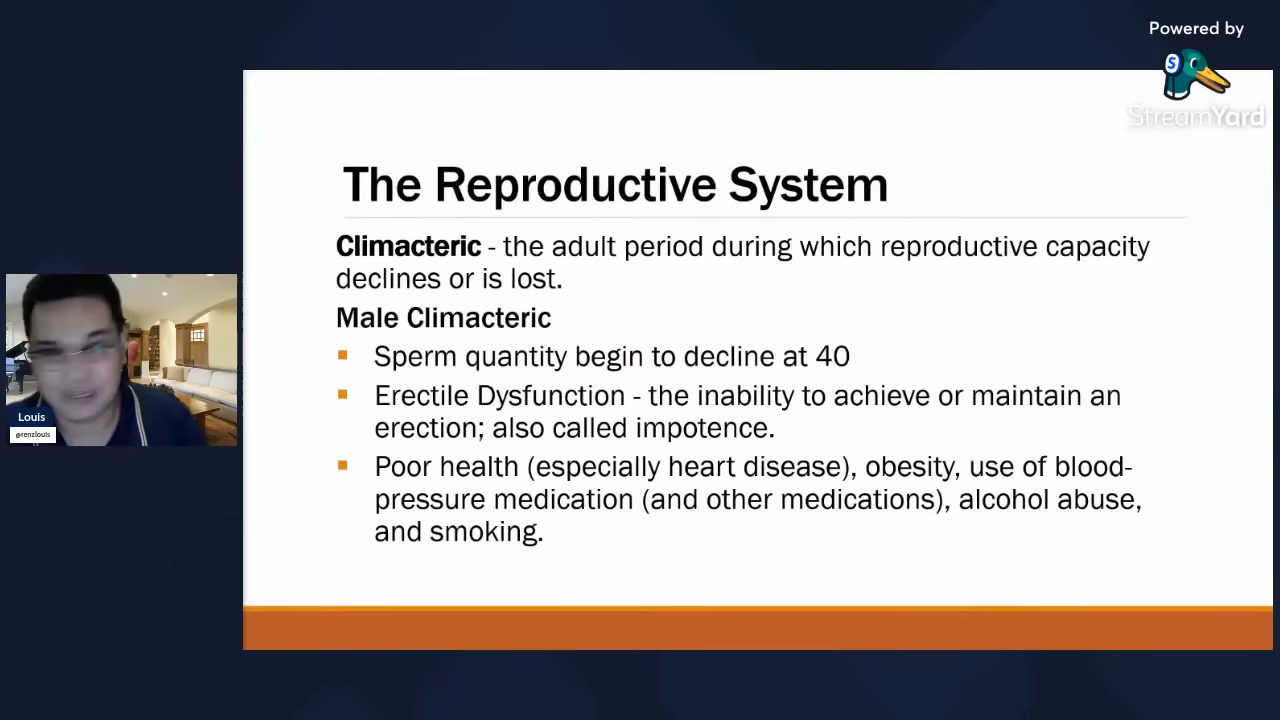 Powered by
StreamYard
The Reproductive System
Climacteric - the adult period during which reproductive capacity
declines or is lost.
Male Climacteric
▪ Sperm quantity begin to decline at 40
▪ Erectile Dysfunction - the inability to achieve or maintain an
erection; also called impotence.
▪ Poor health (especially heart disease), obesity, use of blood-
pressure medication (and other medications), alcohol abuse,
and smoking.
Louis
@renzlouis